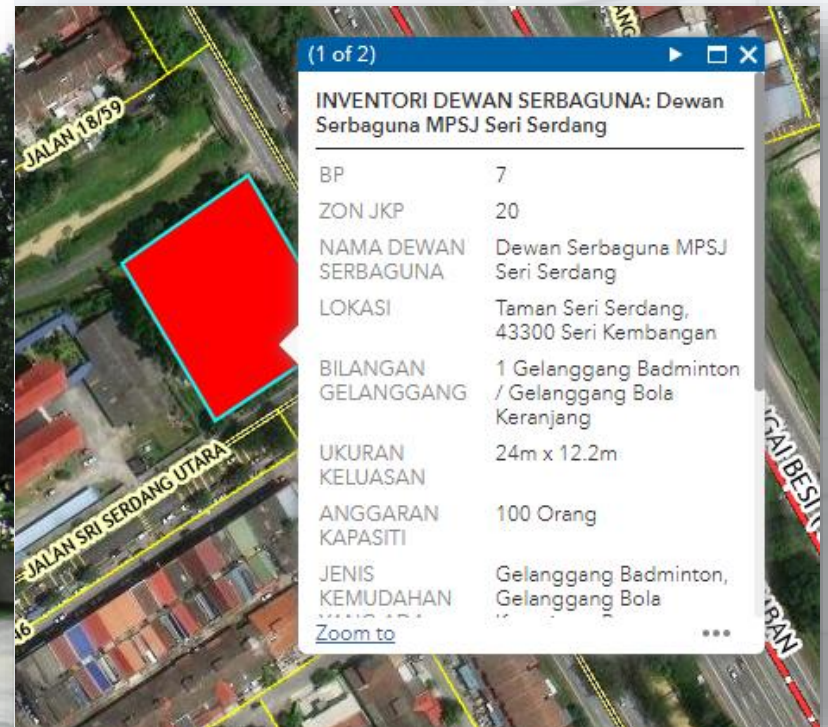 (1 of 2)
INVENTORI DEWAN SERBAGUNA: Dewan
Serbaguna MPSJ Seri Serdang
BP 7
ZON JKP 20
NAMA DEWAN SERBAGUNA Dewan Serbaguna MPSJ
Seri Serdang
LOKASI Taman Seri Serdang,
43300 Seri Kembangan
BILANGAN GELANGGANG 1 Gelanggang Badminton
/ Gelanggang Bola
Keranjang
UKURAN KELUASAN 24m x 12.2m
ANGGARAN KAPASITI 100 Orang
JENIS KEMUDAHAN Gelanggang Badminton,
Gelanggang Bola
Zoom to
JALAN 18/59
JALAN SRI SERDANG UTARA